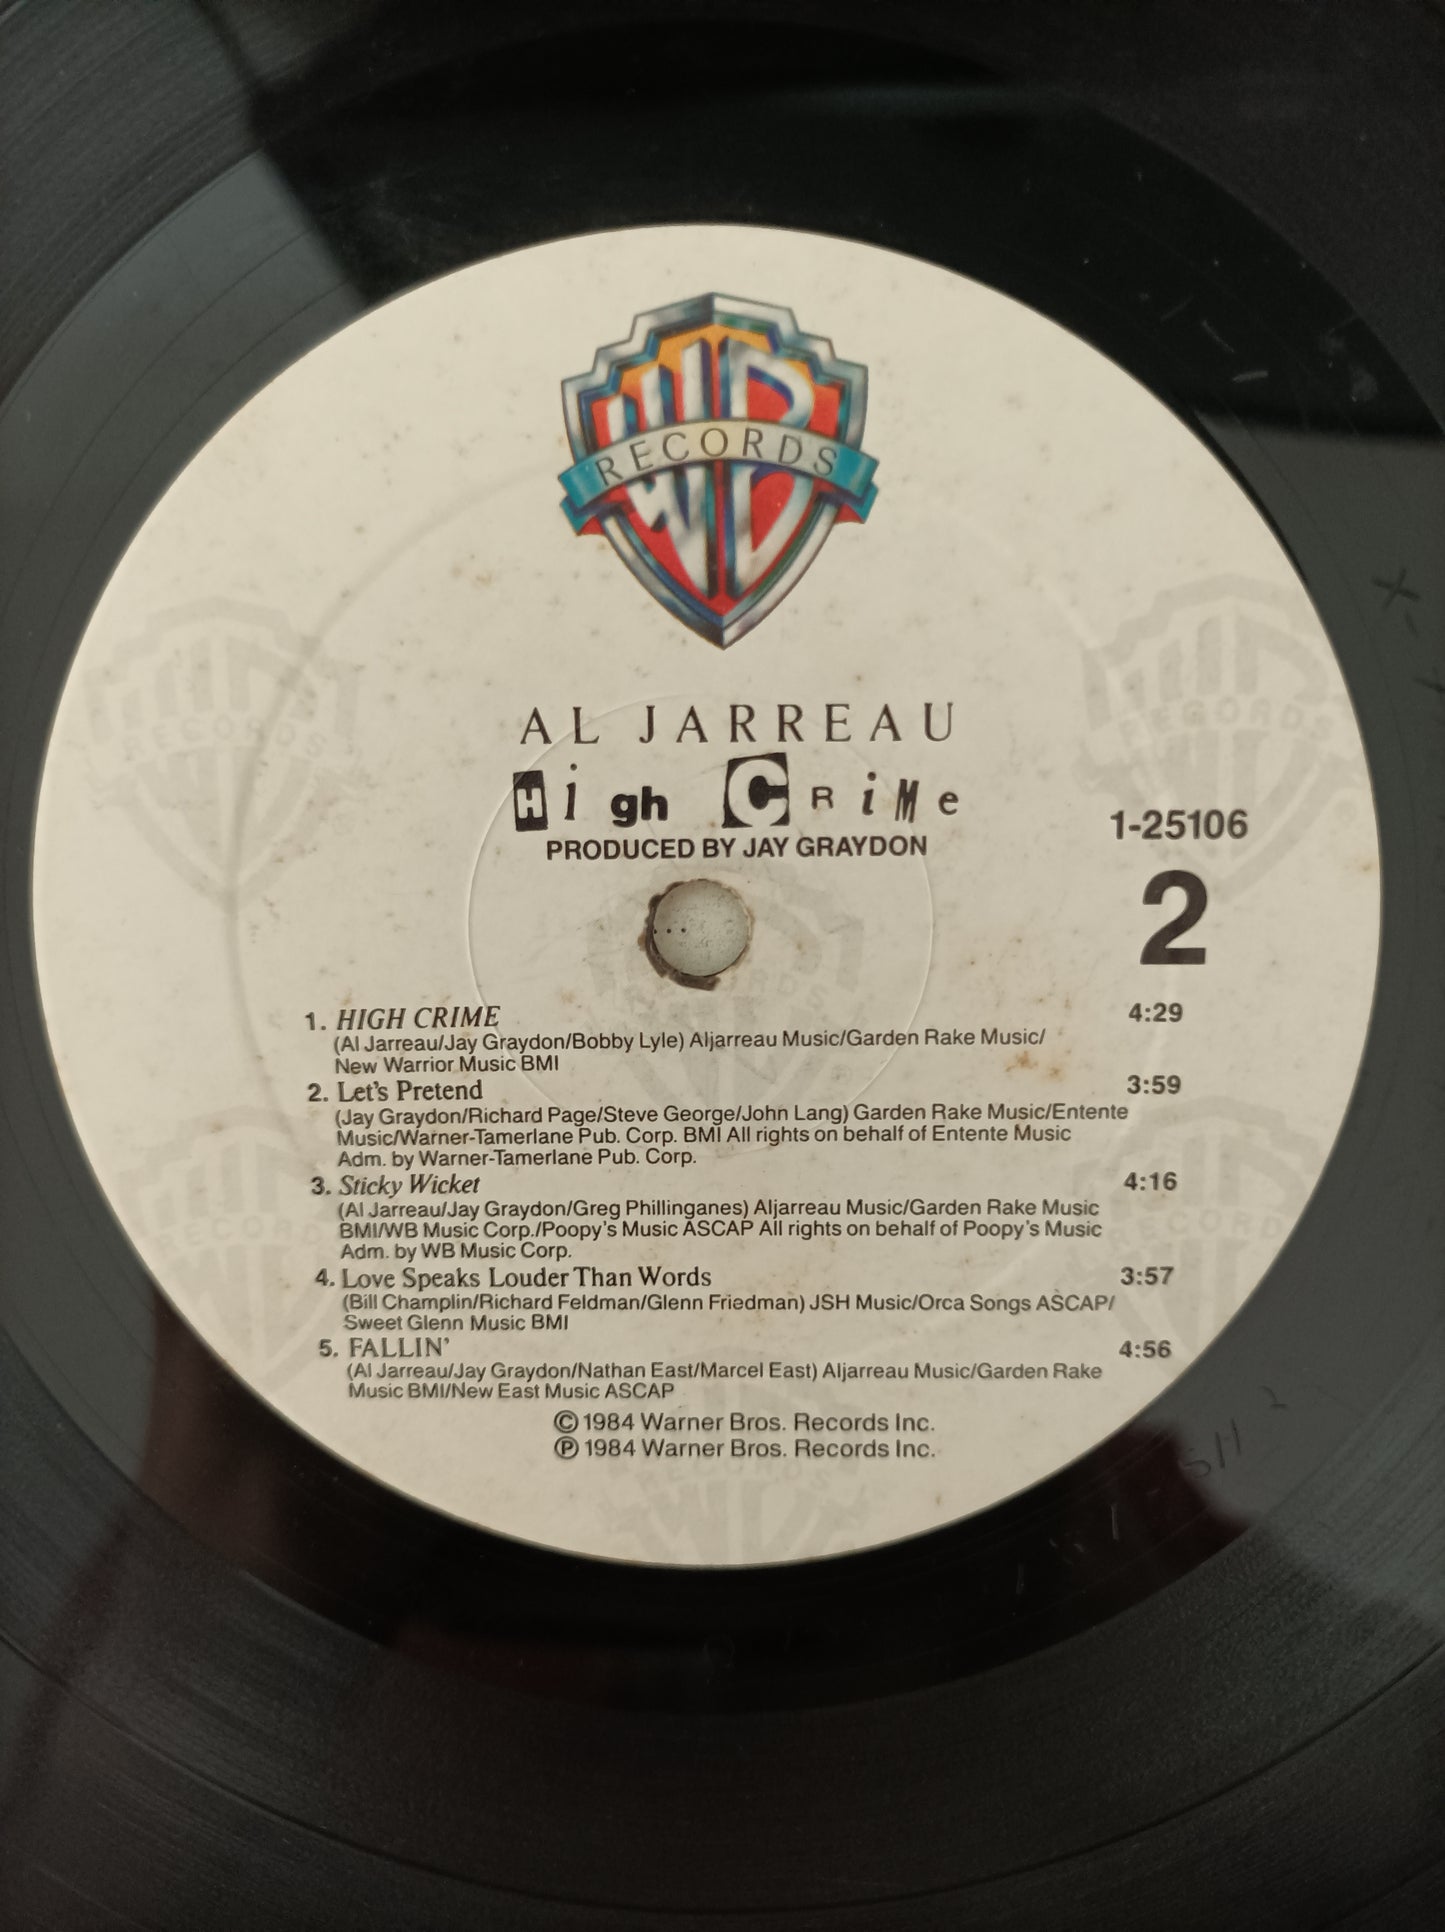 RECORDS
AL JARREAU
High CRiMe
PRODUCED BY JAY GRAYDON
1-25106
2
1. HIGH CRIME 4:29
(Al Jarreau/Jay Graydon/Bobby Lyle) Aljarreau Music/Garden Rake Music/
New Warrior Music BMI
2. Let's Pretend 3:59
(Jay Graydon/Richard Page/Steve George/John Lang) Garden Rake Music/Entente
Music/Warner-Tamerlane Pub. Corp. BMI All rights on behalf of Entente Music
Adm. by Warner-Tamerlane Pub. Corp.
3. Sticky Wicket 4:16
(Al Jarreau/Jay Graydon/Greg Phillinganes) Aljarreau Music/Garden Rake Music
BMI/WB Music Corp./Poopy's Music ASCAP All rights on behalf of Poopy's Music
Adm. by WB Music Corp.
4. Love Speaks Louder Than Words 3:57
(Bill Champlin/Richard Feldman/Glenn Friedman) JSH Music/Orca Songs ASCAP/
Sweet Glenn Music BMI
5. FALLIN' 4:56
(Al Jarreau/Jay Graydon/Nathan East/Marcel East) Aljarreau Music/Garden Rake
Music BMI/New East Music ASCAP
©1984 Warner Bros. Records Inc.
℗1984 Warner Bros. Records Inc.